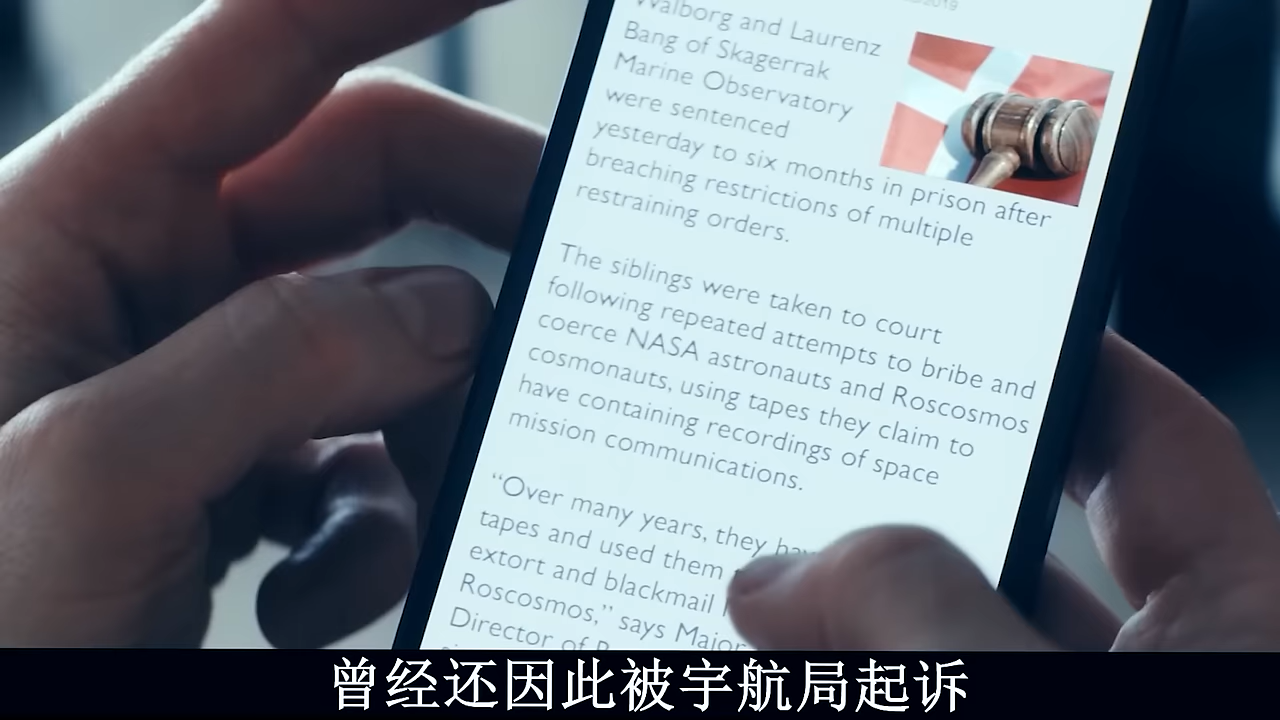 Walborg and Laurenz
Bang of Skagerrak
Marine Observatory
were sentenced
yesterday to six months in prison after
breaching restrictions of multiple
restraining orders.
The siblings were taken to court
following repeated attempts to bribe and
coerce NASA astronauts and Roscosmos
cosmonauts, using tapes they claim to
have containing recordings of space
mission communications.
“Over many years, they
tapes and used them
extort and blackmail
Roscosmos,” says Major
Director of
曾经还因此被宇航局起诉